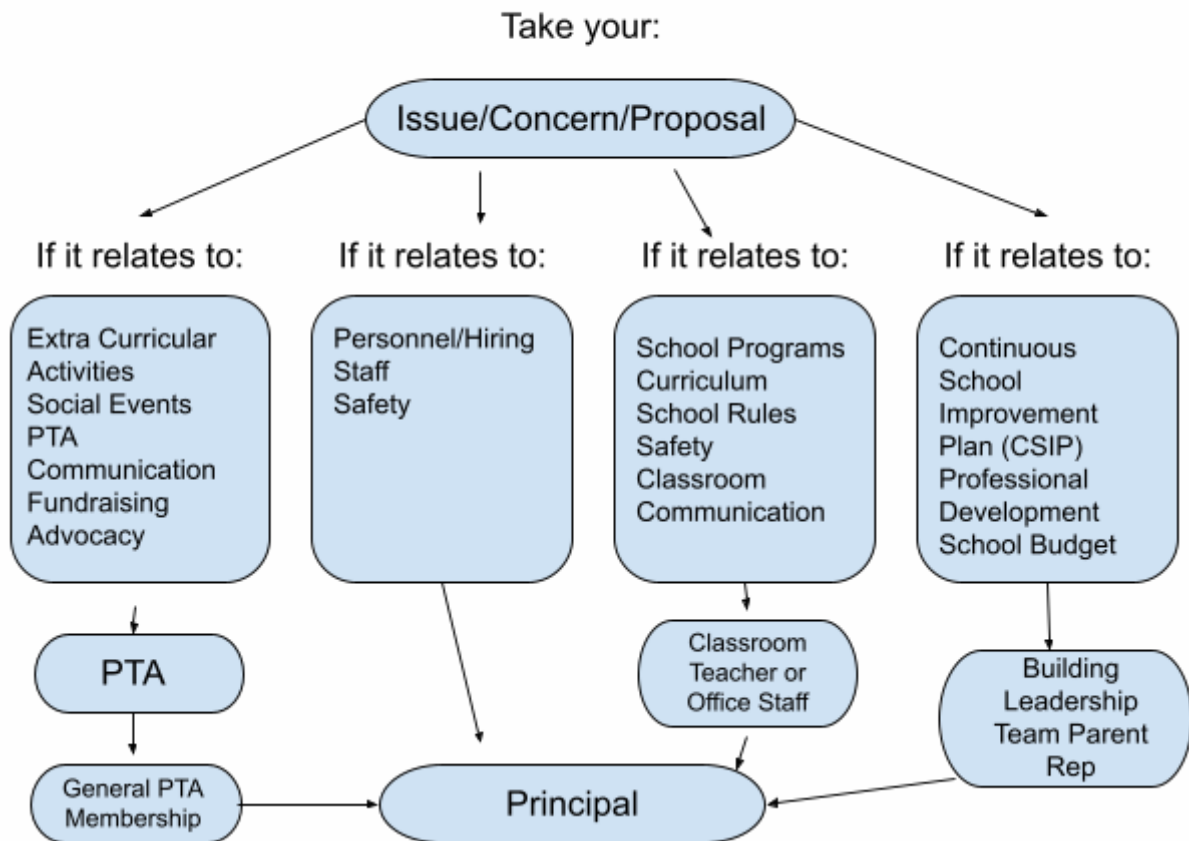 Take your:
Issue/Concern/Proposal
If it relates to:
Extra Curricular
Activities
Social Events
PTA
Communication
Fundraising
Advocacy
If it relates to:
Personnel/Hiring
Staff
Safety
If it relates to:
School Programs
Curriculum
School Rules
Safety
Classroom
Communication
If it relates to:
Continuous
School
Improvement
Plan (CSIP)
Professional
Development
School Budget
PTA
General PTA
Membership
Classroom
Teacher or
Office Staff
Building
Leadership
Team Parent
Rep
Principal